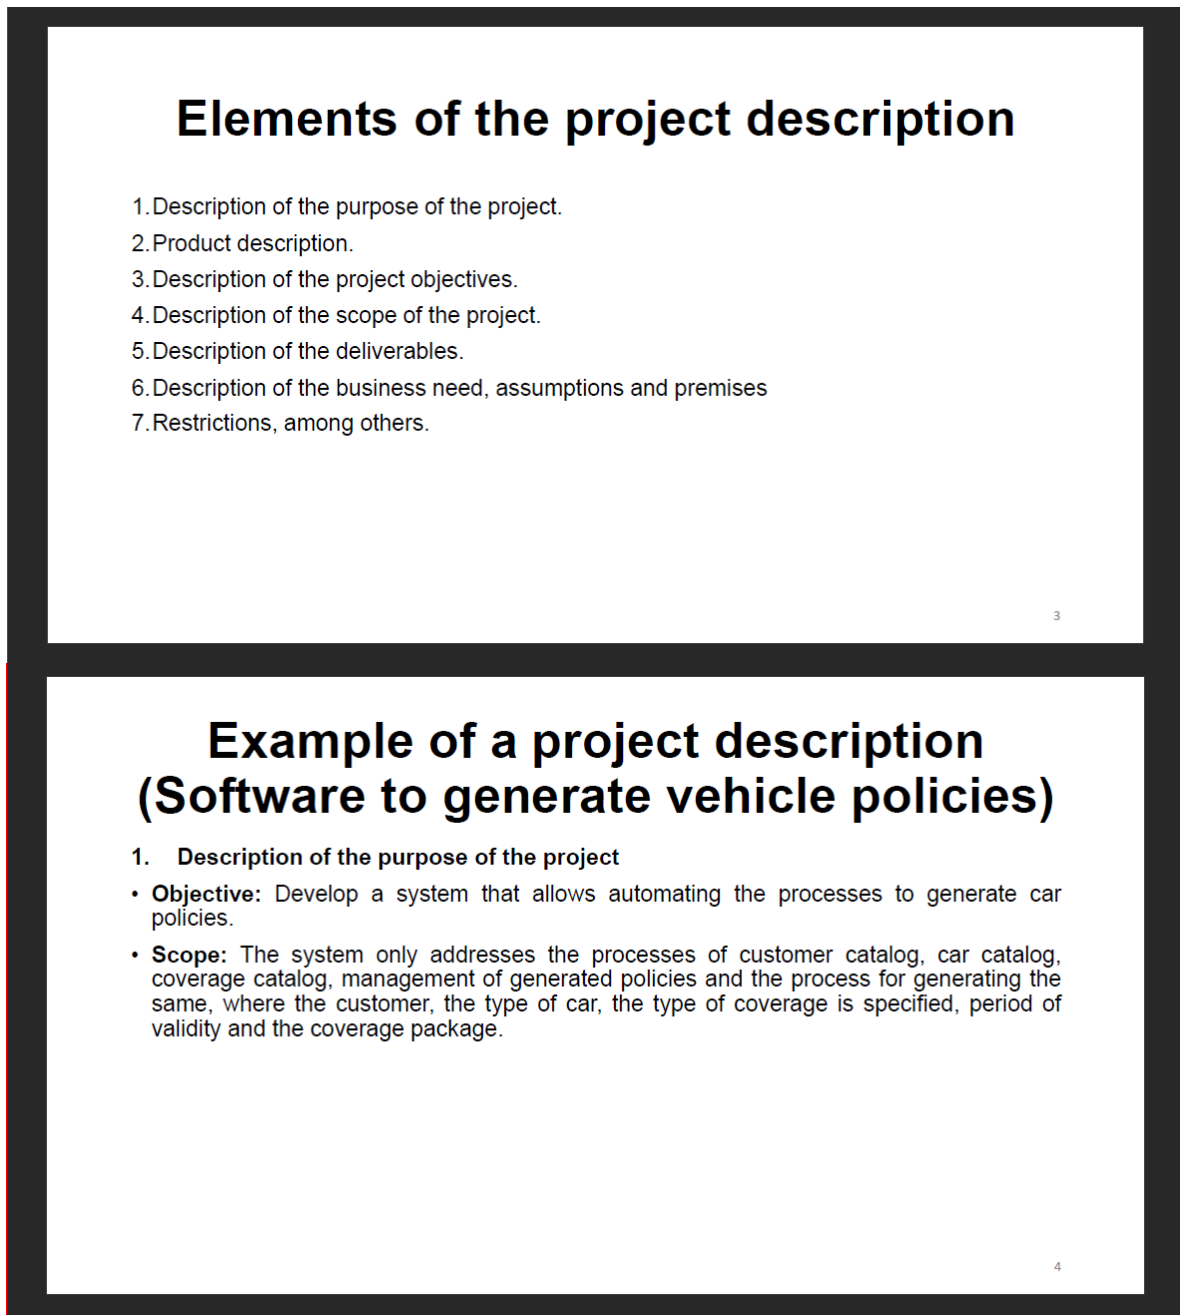 Elements of the project description
1.Description of the purpose of the project.
2.Product description.
3.Description of the project objectives.
4.Description of the scope of the project.
5.Description of the deliverables.
6.Description of the business need, assumptions and premises
7.Restrictions, among others.
3
Example of a project description
(Software to generate vehicle policies)
1. Description of the purpose of the project
• Objective: Develop a system that allows automating the processes to generate car
policies.
• Scope: The system only addresses the processes of customer catalog, car catalog,
coverage catalog, management of generated policies and the process for generating the
same, where the customer, the type of car, the type of coverage is specified, period of
validity and the coverage package.
4